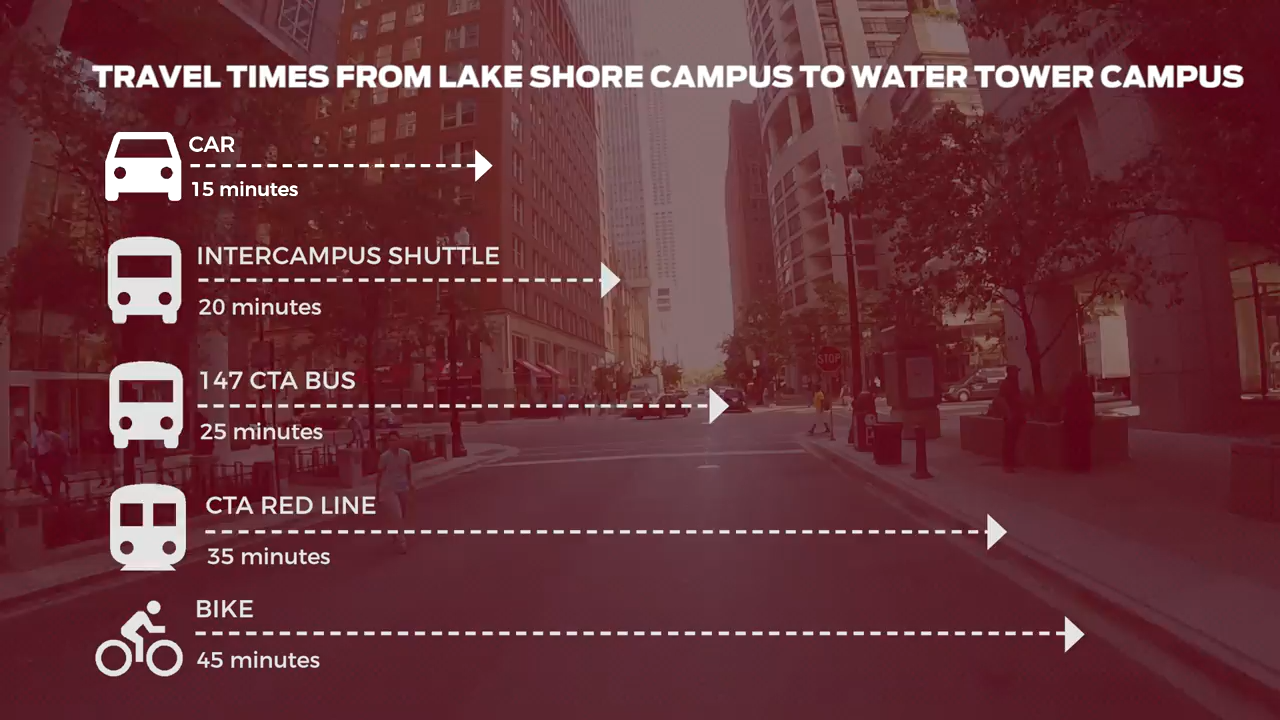 TRAVEL TIMES FROM LAKE SHORE CAMPUS TO WATER TOWER CAMPUS
CAR
15 minutes
INTERCAMPUS SHUTTLE
20 minutes
147 CTA BUS
25 minutes
STOP
CTA RED LINE
35 minutes
BIKE
45 minutes